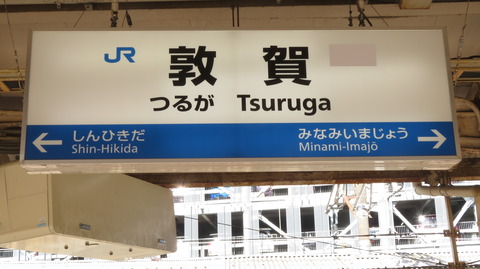 JR
敦賀
つるが Tsuruga
しんひきだ みなみいまじょう
Shin-Hikida Minami-Imajō